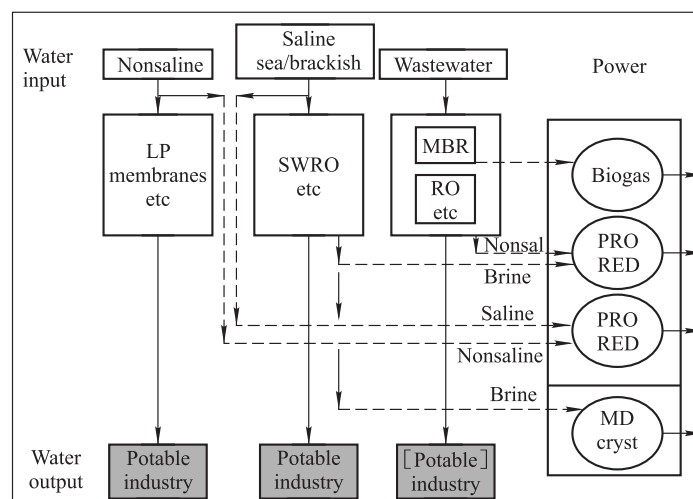 Water
input
Nonsaline
Saline
sea/brackish
Wastewater
Power
LP
membranes
etc
SWRO
etc
MBR
RO
etc
Biogas
Nonsal
PRO
RED
Brine
Saline
PRO
RED
Nonsaline
Brine
MD
cryst
Water
output
Potable
industry
Potable
industry
[Potable]
industry